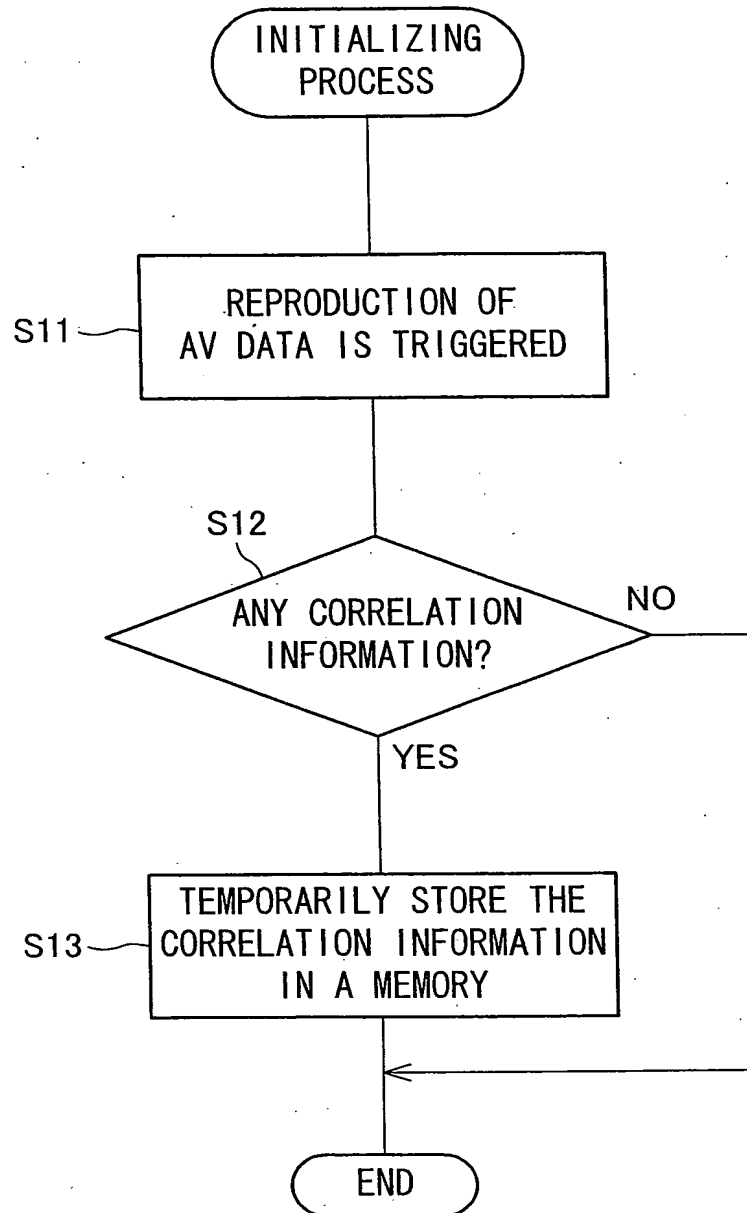 INITIALIZING
PROCESS
S11
REPRODUCTION OF
AV DATA IS TRIGGERED
S12
ANY CORRELATION
INFORMATION?
NO
YES
S13
TEMPORARILY STORE THE
CORRELATION INFORMATION
IN A MEMORY
END